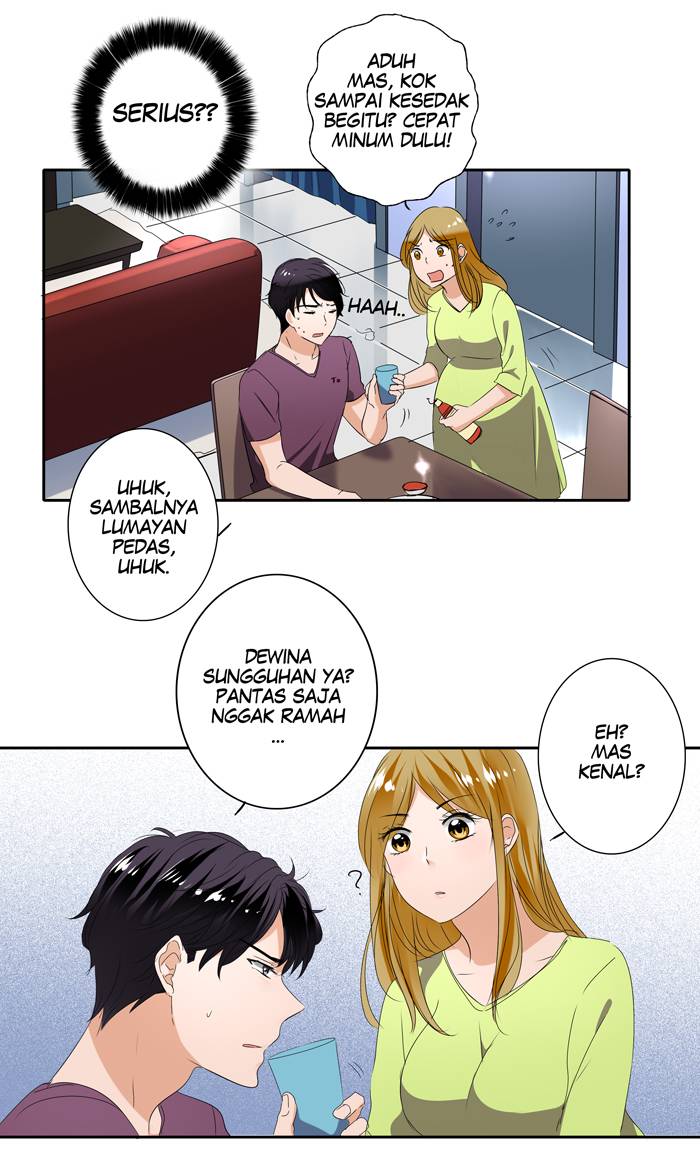 SERIUS??
ADUH
MAS, KOK
SAMPAI KESEDAK
BEGITU? CEPAT
MINUM DULU!
HAAH..
UHUK,
SAMBALNYA
LUMAYAN
PEDAS,
UHUK.
DEWINA
SUNGGUHAN YA?
PANTAS SAJA
NGGAK RAMAH
...
EH?
MAS
KENAL?
?